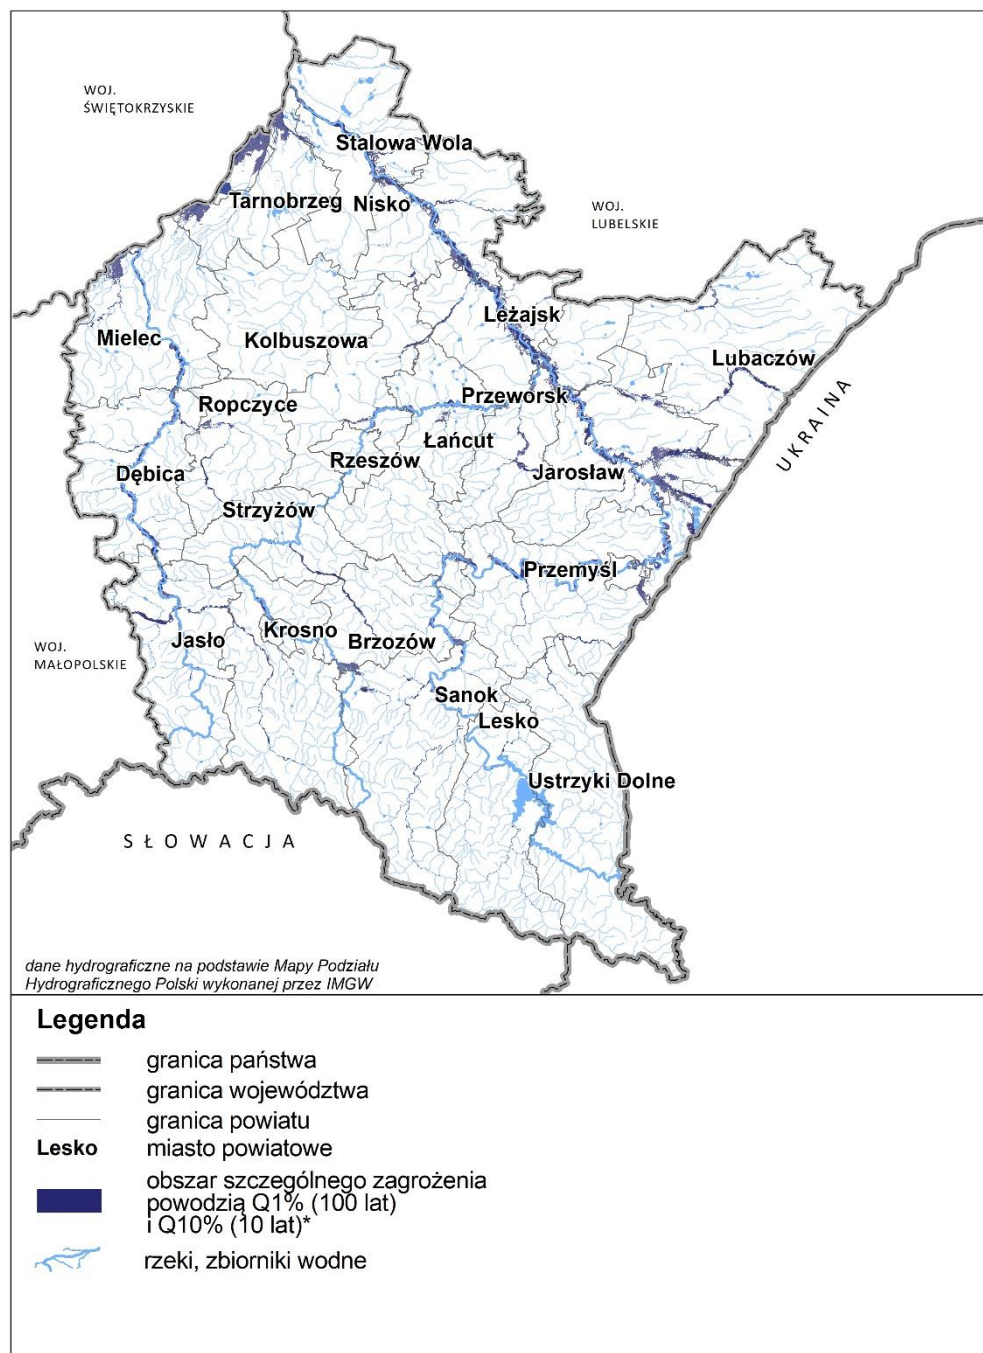 WOJ.
ŚWIĘTOKRZYSKIE
Stalowa Wola
Tarnobrzeg
Nisko
WOJ.
LUBELSKIE
Leżajsk
Mielec
Kolbuszowa
Lubaczów
Ropczyce
Przeworsk
UKRAINA
Łańcut
Rzeszów
Dębica
Jarosław
Strzyżów
Przemyśl
Krosno
Jasło
Brzozów
WOJ.
MAŁOPOLSKIE
Sanok
Lesko
Ustrzyki Dolne
SŁOWACJA
dane hydrograficzne na podstawie Mapy Podziału
Hydrograficznego Polski wykonanej przez IMGW
Legenda
granica państwa
granica województwa
granica powiatu
Lesko miasto powiatowe
obszar szczególnego zagrożenia
powodzią Q1% (100 lat)
i Q10% (10 lat)*
rzeki, zbiorniki wodne